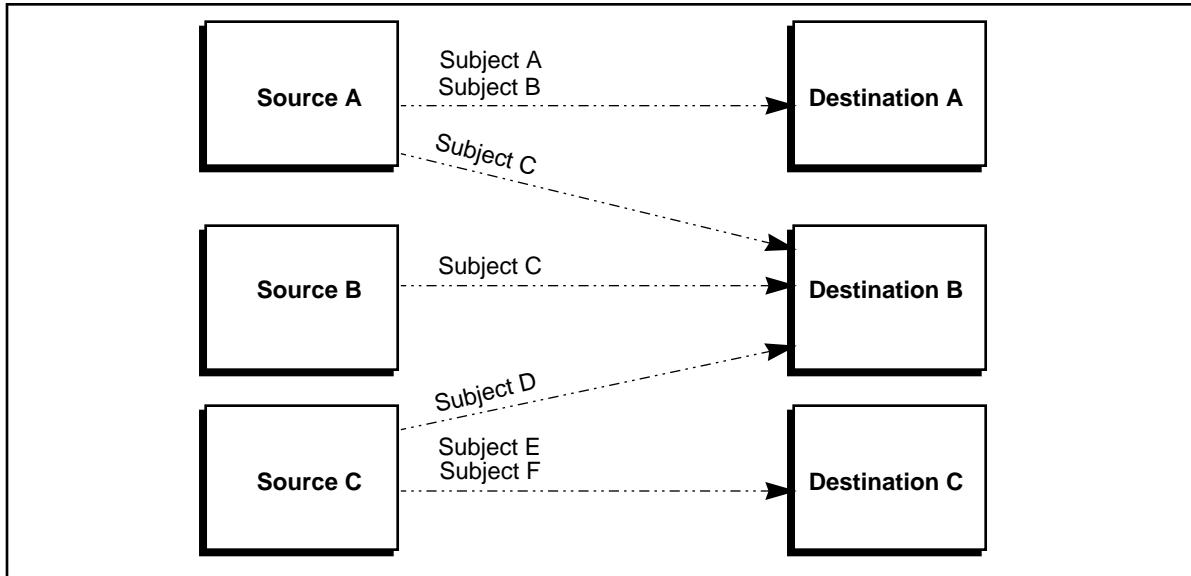 Subject A
Subject B
Source A
Destination A
Subject C
Subject C
Source B
Destination B
Subject D
Subject E
Subject F
Source C
Destination C